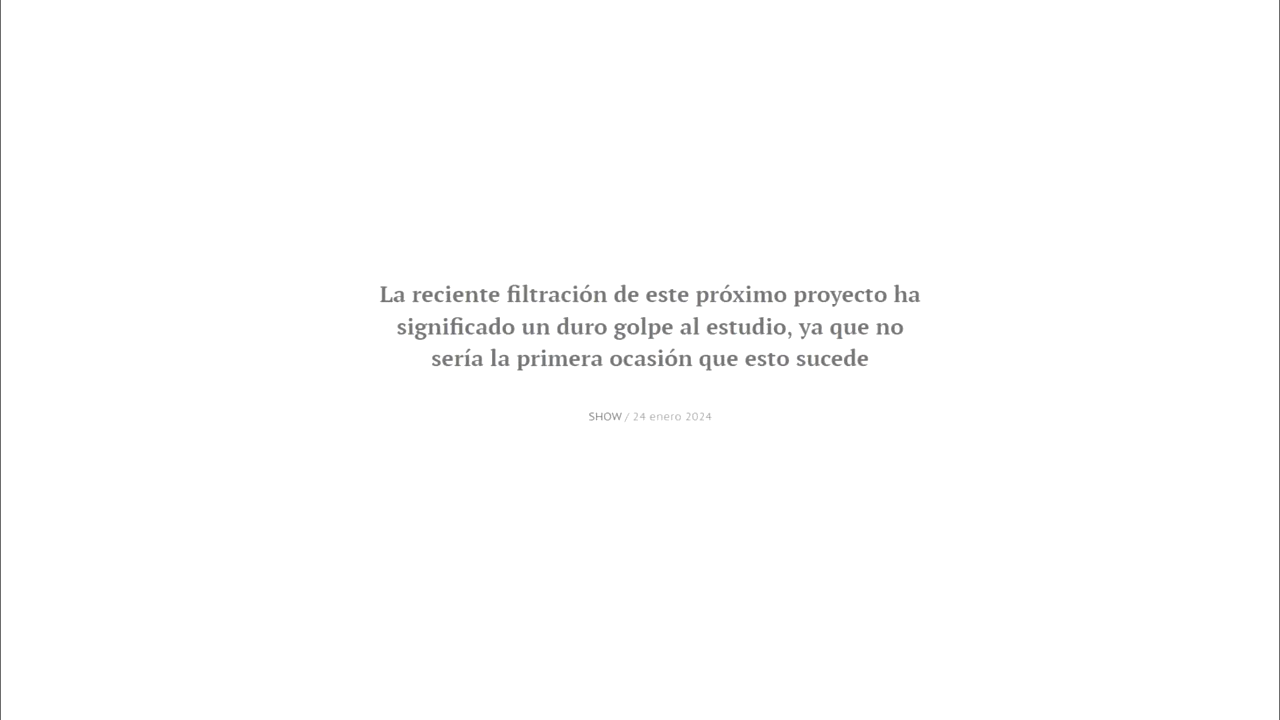 La reciente filtración de este próximo proyecto ha
significado un duro golpe al estudio, ya que no
sería la primera ocasión que esto sucede
SHOW / 24 enero 2024